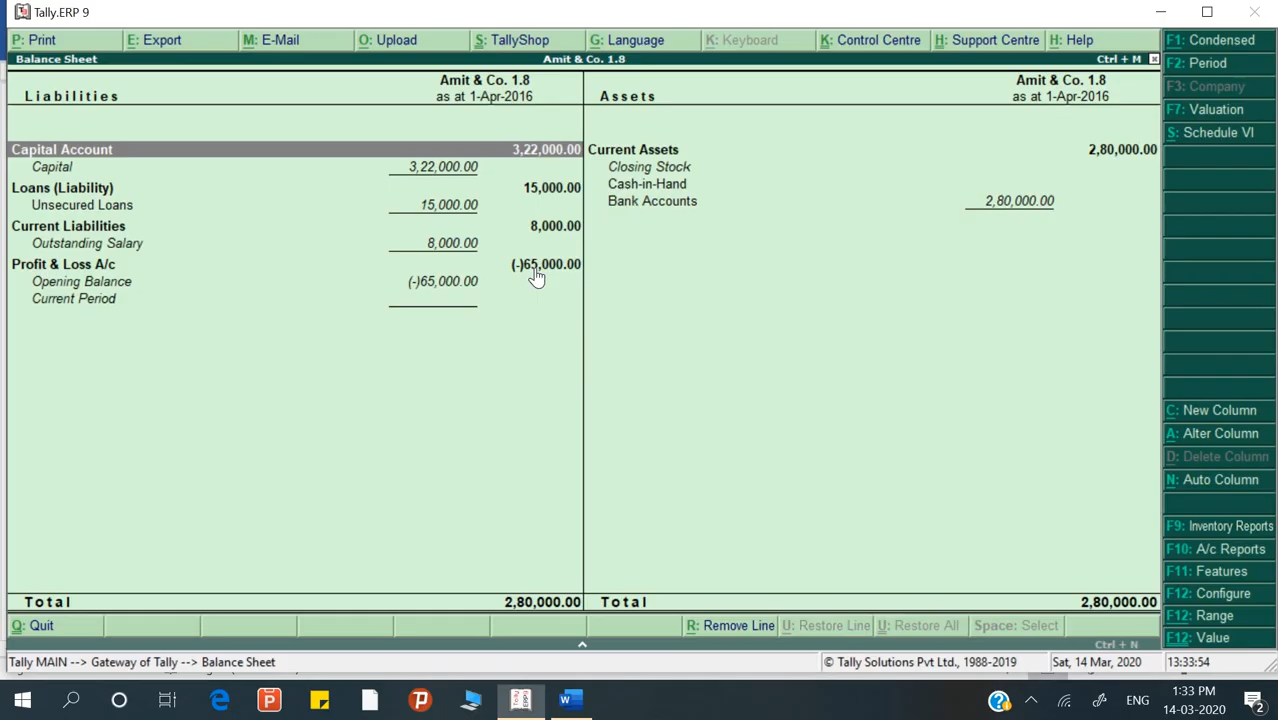 Tally.ERP 9
P: Print E: Export M: E-Mail O: Upload S: TallyShop G: Language K: Keyboard K: Control Centre H: Support Centre H: Help
Balance Sheet Amit & Co. 1.8 Ctrl + M
Liabilities
Amit & Co. 1.8
as at 1-Apr-2016
Capital Account 3,22,000.00
Capital 3,22,000.00
Loans (Liability) 15,000.00
Unsecured Loans 15,000.00
Current Liabilities 8,000.00
Outstanding Salary 8,000.00
Profit & Loss A/c (-)65,000.00
Opening Balance (-)65,000.00
Current Period
Total 2,80,000.00
Assets
Amit & Co. 1.8
as at 1-Apr-2016
Current Assets 2,80,000.00
Closing Stock
Cash-in-Hand
Bank Accounts 2,80,000.00
Total 2,80,000.00
F1: Condensed
F2: Period
F3: Company
F7: Valuation
S: Schedule VI
C: New Column
A: Alter Column
D: Delete Column
N: Auto Column
F9: Inventory Reports
F10: A/c Reports
F11: Features
F12: Configure
F12: Range
F12: Value
Q: Quit R: Remove Line U: Restore Line U: Restore All Space: Select
Ctrl + N
Tally MAIN --> Gateway of Tally --> Balance Sheet © Tally Solutions Pvt Ltd., 1988-2019 Sat, 14 Mar, 2020 13:33:54
ENG
1:33 PM
14-03-2020
2